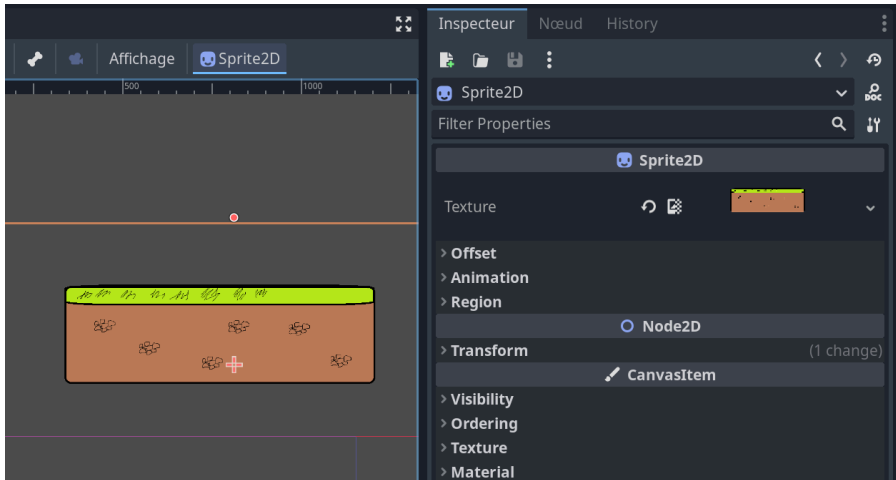 Inspecteur Nœud History
Affichage Sprite2D
500 1000
Sprite2D
DOC
Filter Properties
Sprite2D
Texture
Offset
Animation
Region
Node2D
Transform (1 change)
CanvasItem
Visibility
Ordering
Texture
Material